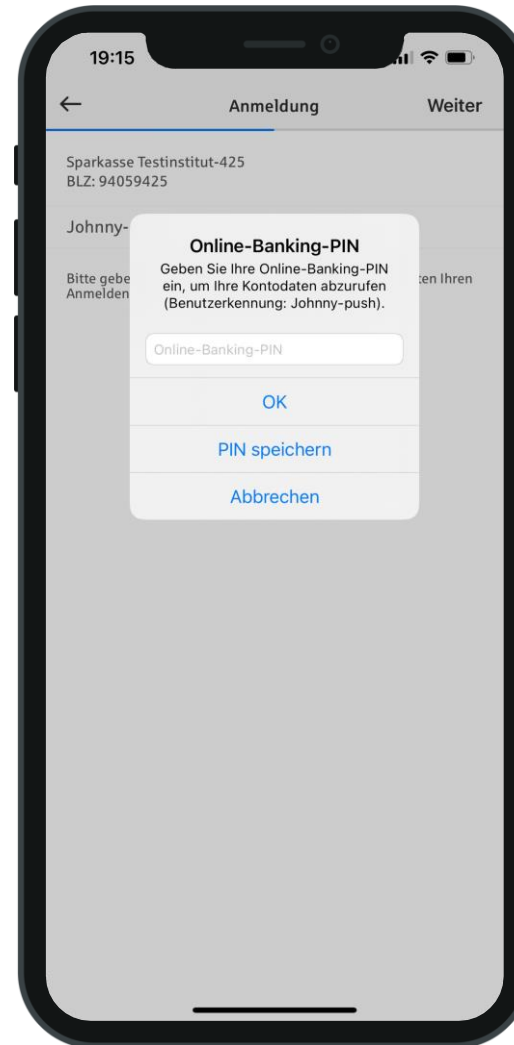 19:15
Anmeldung
Weiter
Sparkasse Testinstitut-425
BLZ: 94059425
Johnny-
Bitte gebe
ten Ihren
Anmelden
Online-Banking-PIN
Geben Sie Ihre Online-Banking-PIN
ein, um Ihre Kontodaten abzurufen
(Benutzerkennung: Johnny-push).
Online-Banking-PIN
OK
PIN speichern
Abbrechen